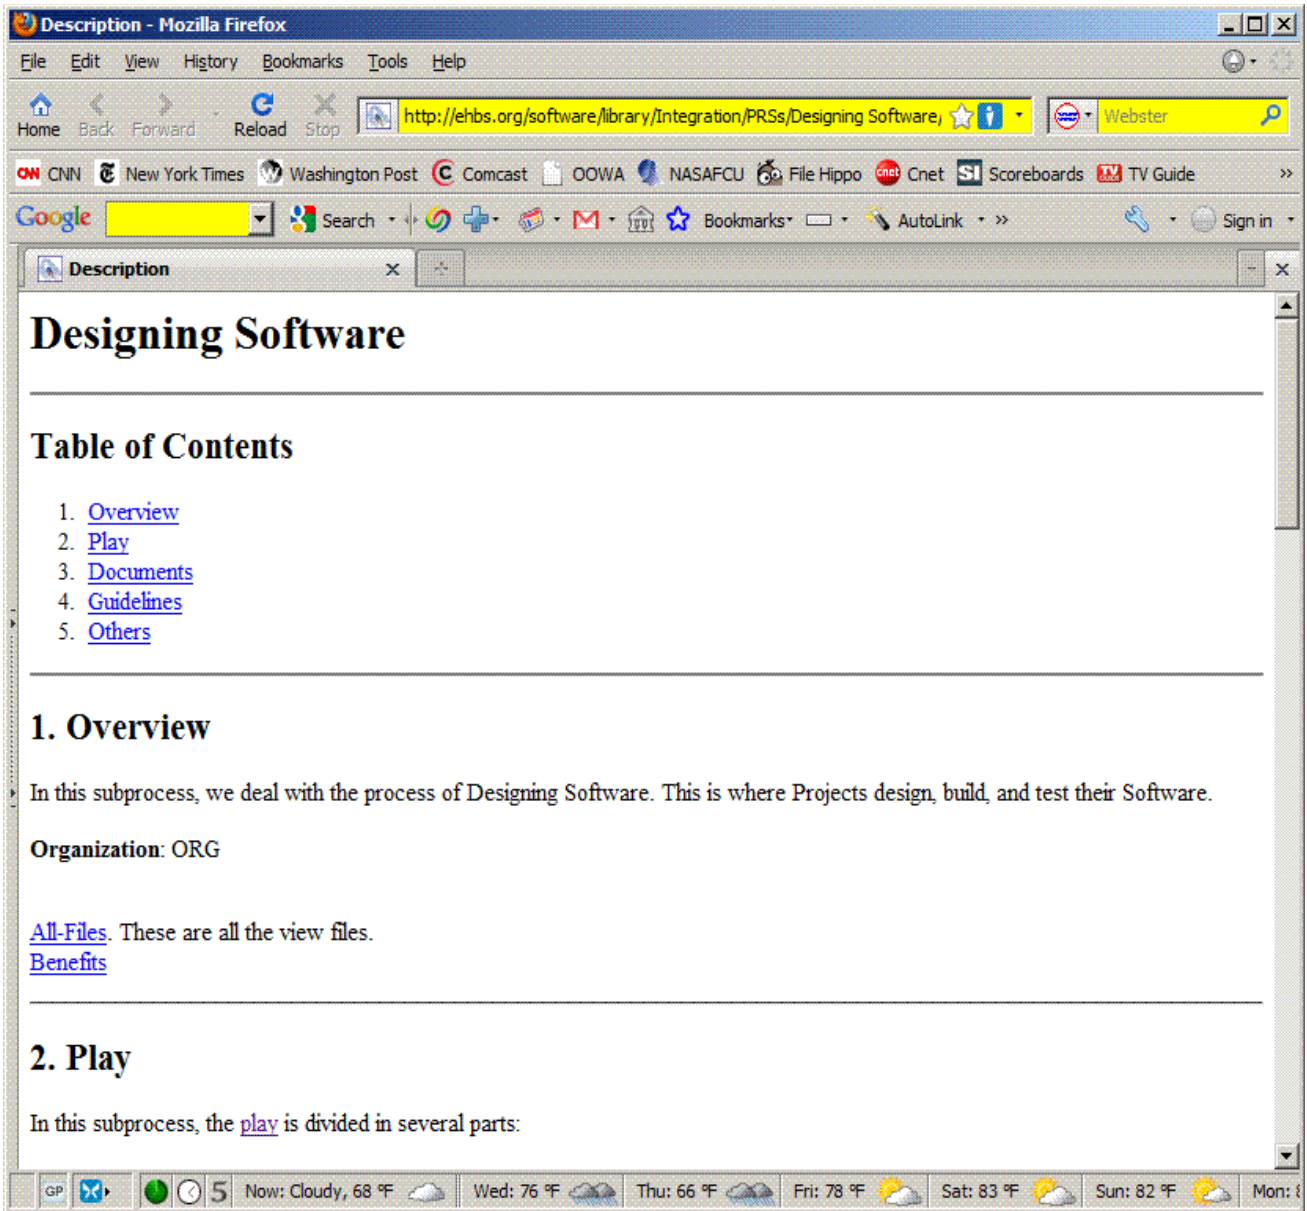 Description - Mozilla Firefox
File Edit View History Bookmarks Tools Help
Home Back Forward Reload Stop http://ehbs.org/software/library/Integration/PRSs/Designing Software/ Webster
CNN CNN New York Times Washington Post Comcast OOWA NASAFCU File Hippo cnet Cnet SI Scoreboards TV Guide
Google Search Bookmarks AutoLink Sign in
Description
Designing Software
Table of Contents
1. Overview
2. Play
3. Documents
4. Guidelines
5. Others
1. Overview
In this subprocess, we deal with the process of Designing Software. This is where Projects design, build, and test their Software.
Organization: ORG
All-Files. These are all the view files.
Benefits
2. Play
In this subprocess, the play is divided in several parts:
GP 5 Now: Cloudy, 68 °F Wed: 76 °F Thu: 66 °F Fri: 78 °F Sat: 83 °F Sun: 82 °F Mon: